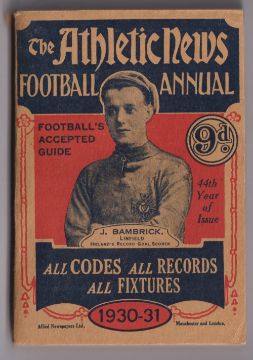 The Athletic News
FOOTBALL ANNUAL
FOOTBALL'S
ACCEPTED
GUIDE
9d.
44th
Year
of
Issue
J. BAMBRICK,
LINFIELD
IRELAND'S RECORD GOAL SCORER
ALL CODES ALL RECORDS
ALL FIXTURES
1930-31
Allied Newspapers Ltd., Manchester and London.